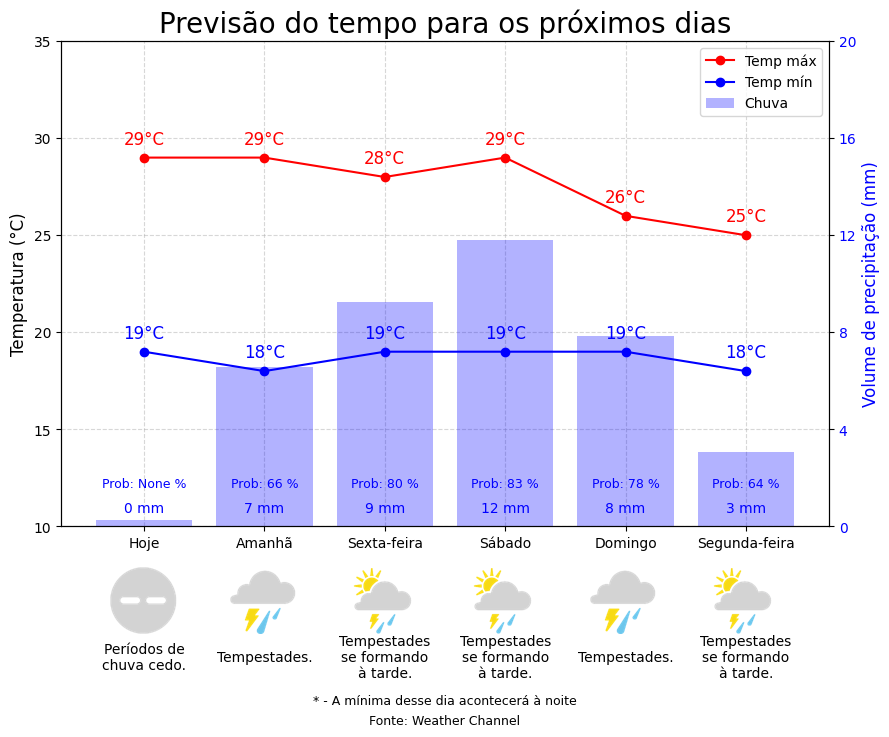 Previsão do tempo para os próximos dias
35
30
25
20
15
10
Temperatura (°C)
20
16
12
8
4
0
Volume de precipitação (mm)
Temp máx
Temp mín
Chuva
29°C
29°C
28°C
29°C
26°C
25°C
19°C
18°C
19°C
19°C
19°C
18°C
Prob: None %
Prob: 66 %
Prob: 80 %
Prob: 83 %
Prob: 78 %
Prob: 64 %
0 mm
7 mm
9 mm
12 mm
8 mm
3 mm
Hoje
Amanhã
Sexta-feira
Sábado
Domingo
Segunda-feira
Períodos de
chuva cedo.
Tempestades.
Tempestades
se formando
à tarde.
Tempestades
se formando
à tarde.
Tempestades.
Tempestades
se formando
à tarde.
* - A mínima desse dia acontecerá à noite
Fonte: Weather Channel